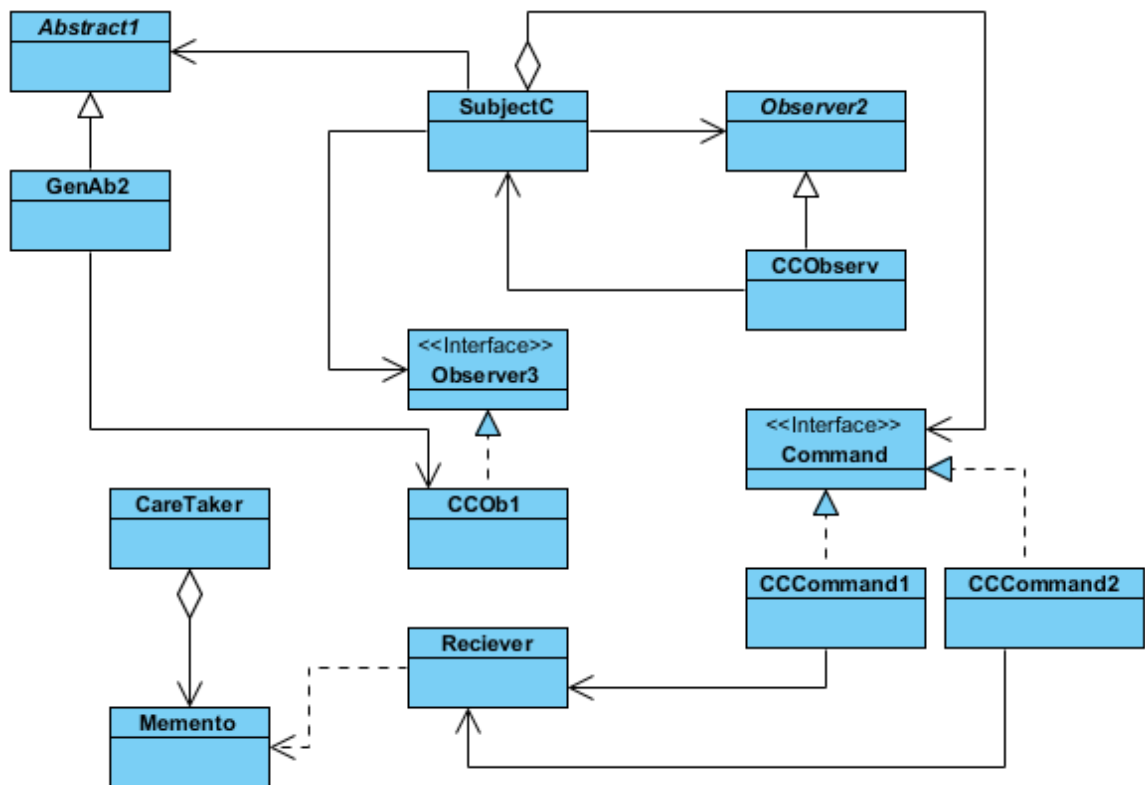 Abstract1
SubjectC
Observer2
GenAb2
CCObserv
<<Interface>>
Observer3
<<Interface>>
Command
CareTaker
CCOb1
CCCommand1
CCCommand2
Reciever
Memento